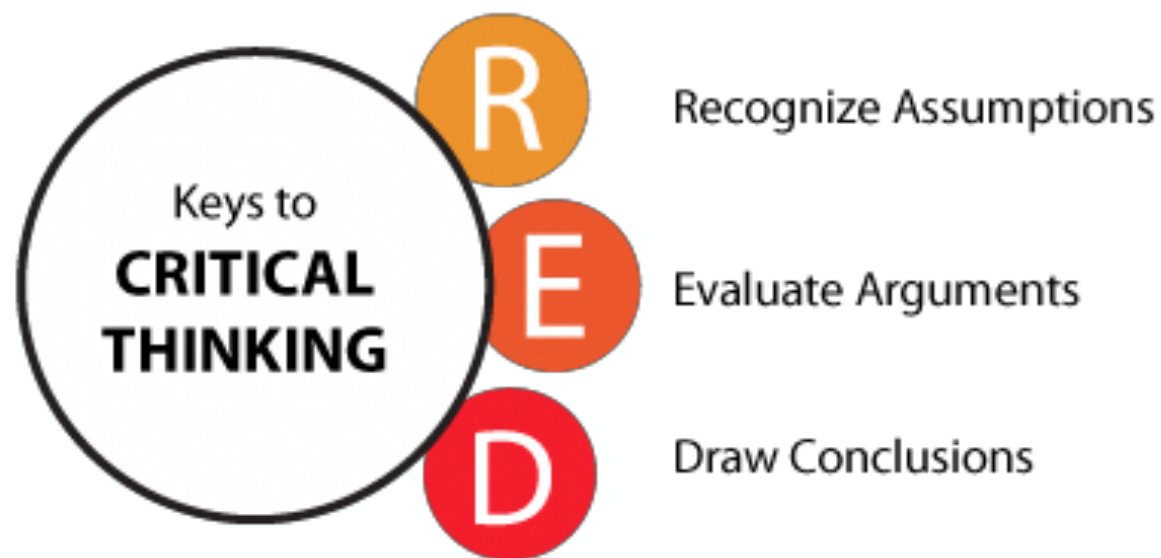 Keys to
CRITICAL
THINKING
R
Recognize Assumptions
E
Evaluate Arguments
D
Draw Conclusions